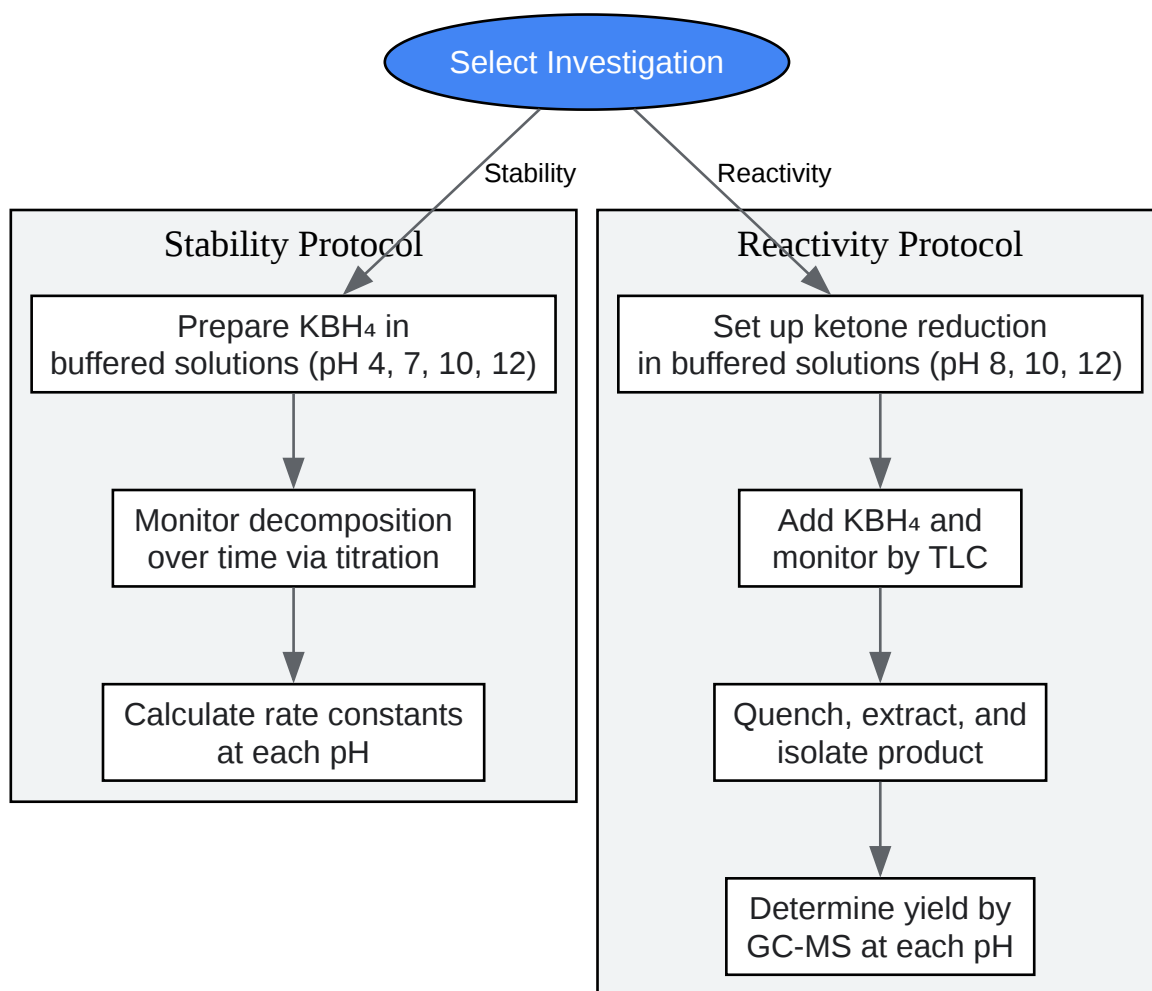 Select Investigation
Stability
Reactivity
Stability Protocol
Prepare KBH₄ in
buffered solutions (pH 4, 7, 10, 12)
Monitor decomposition
over time via titration
Calculate rate constants
at each pH
Reactivity Protocol
Set up ketone reduction
in buffered solutions (pH 8, 10, 12)
Add KBH₄ and
monitor by TLC
Quench, extract, and
isolate product
Determine yield by
GC-MS at each pH